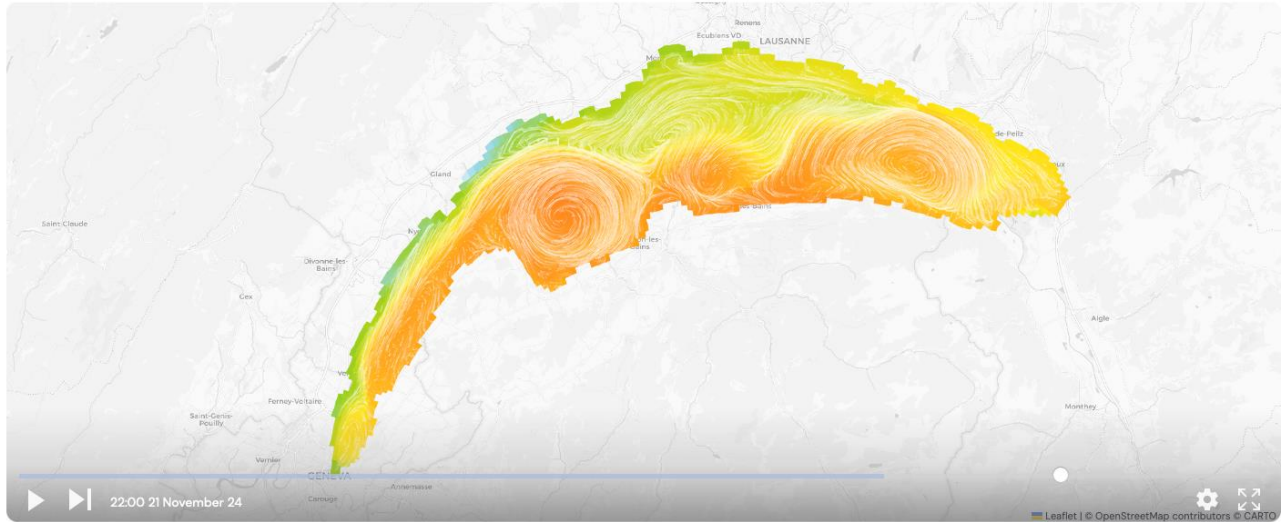 Renens
Ecublens VD
LAUSANNE
Gland
Saint-Claude
Divonne-les-
Bains
Gex
Aigle
Ferney-Voltaire
Saint-Genis-
Pouilly
Monthey
Vernier
GENEVA
Annemasse
Carouge
22:00 21 November 24
Leaflet | © OpenStreetMap contributors © CARTO